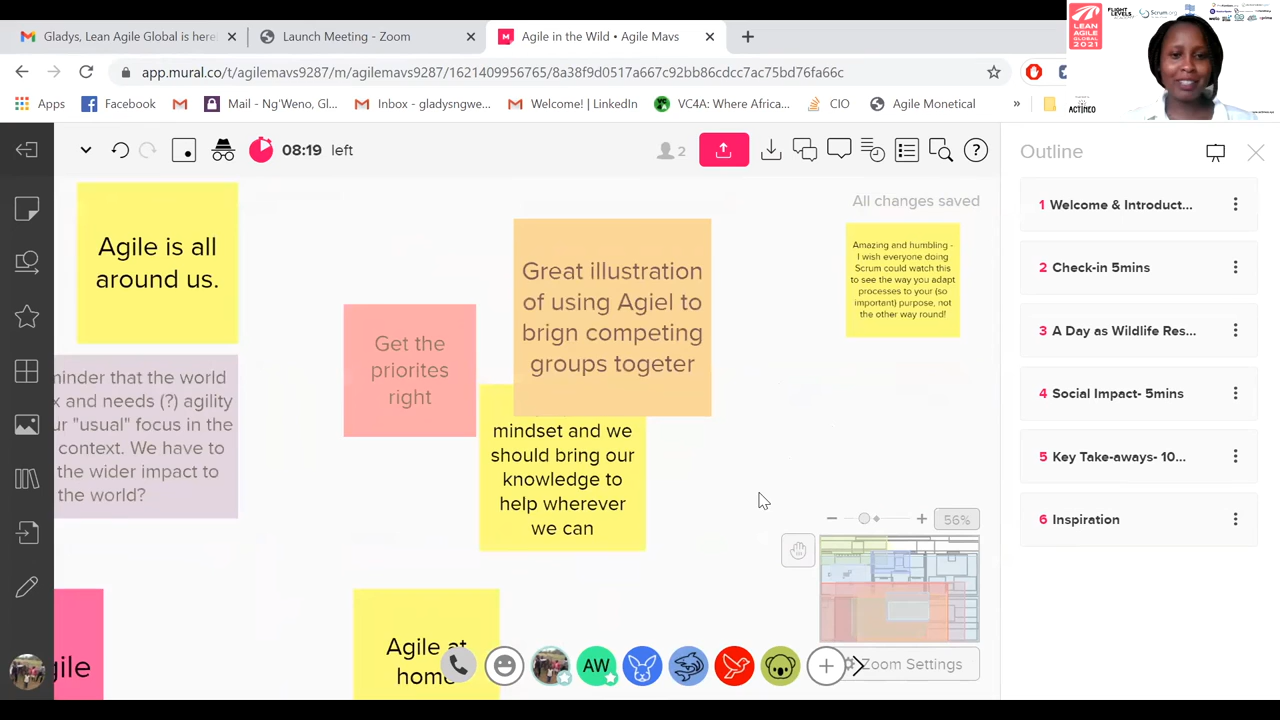 Gladys, Lean Agile Global is here
Launch Meeting - Zoom
Agile in the Wild • Agile Mavs
app.mural.co/t/agilemavs9287/m/agilemavs9287/1621409956765/8a38f9d0517a667c92bb86cdcc7ac75bd76fa66c
Apps
Facebook
Mail - Ng'Weno, Gl...
Inbox - gladysngwe...
Welcome! | LinkedIn
VC4A: Where Africa...
CIO
Agile Monetical
»
FLIGHT
LEVELS
Scrum.org
LEAN
AGILE
GLOBAL
2021
ACTINEO
08:19 left
2
All changes saved
Agile is all
around us.
minder that the world
x and needs (?) agility
ur "usual" focus in the
context. We have to
the wider impact to
the world?
Get the
priorites
right
Great illustration
of using Agiel to
brign competing
groups togeter
mindset and we
should bring our
knowledge to
help wherever
we can
Amazing and humbling -
I wish everyone doing
Scrum could watch this
to see the way you adapt
processes to your (so
important) purpose, not
the other way round!
gile
Agile at
home
AW
56%
Zoom Settings
Outline
1 Welcome & Introduct...
2 Check-in 5mins
3 A Day as Wildlife Res...
4 Social Impact- 5mins
5 Key Take-aways- 10...
6 Inspiration